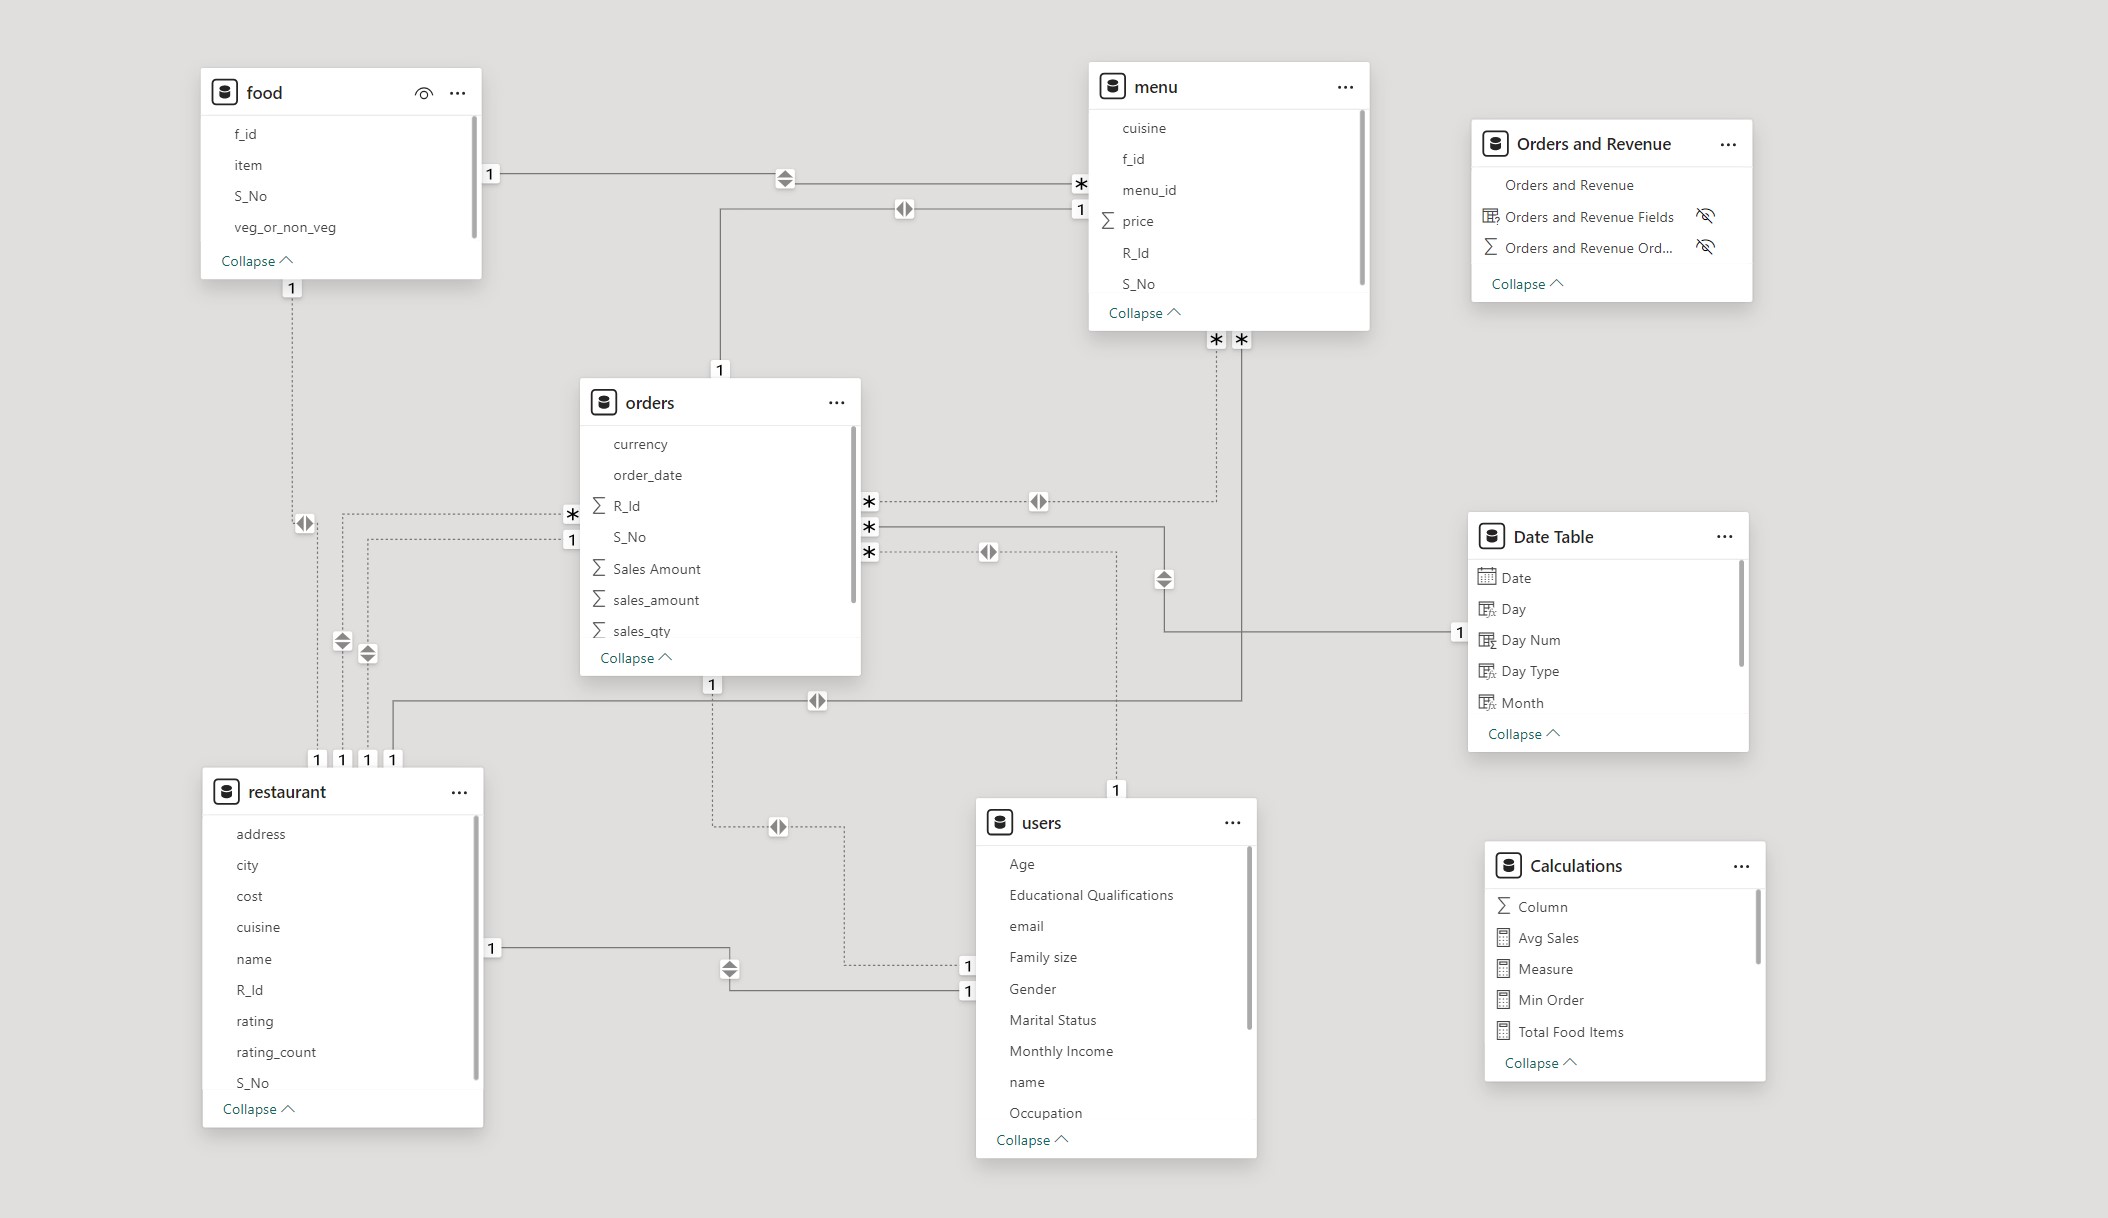 food
f_id
item
S_No
veg_or_non_veg
Collapse
1
1
menu
cuisine
f_id
menu_id
price
R_Id
S_No
Collapse
*
1
*
*
Orders and Revenue
Orders and Revenue
Orders and Revenue Fields
Orders and Revenue Ord...
Collapse
1
orders
currency
order_date
R_Id
S_No
Sales Amount
sales_amount
sales_qty
Collapse
*
1
*
*
*
1
Date Table
Date
Day
Day Num
Day Type
Month
Collapse
1
1
1
1
1
restaurant
address
city
cost
cuisine
name
R_Id
rating
rating_count
S_No
Collapse
1
1
users
Age
Educational Qualifications
email
Family size
Gender
Marital Status
Monthly Income
name
Occupation
Collapse
1
1
Calculations
Column
Avg Sales
Measure
Min Order
Total Food Items
Collapse